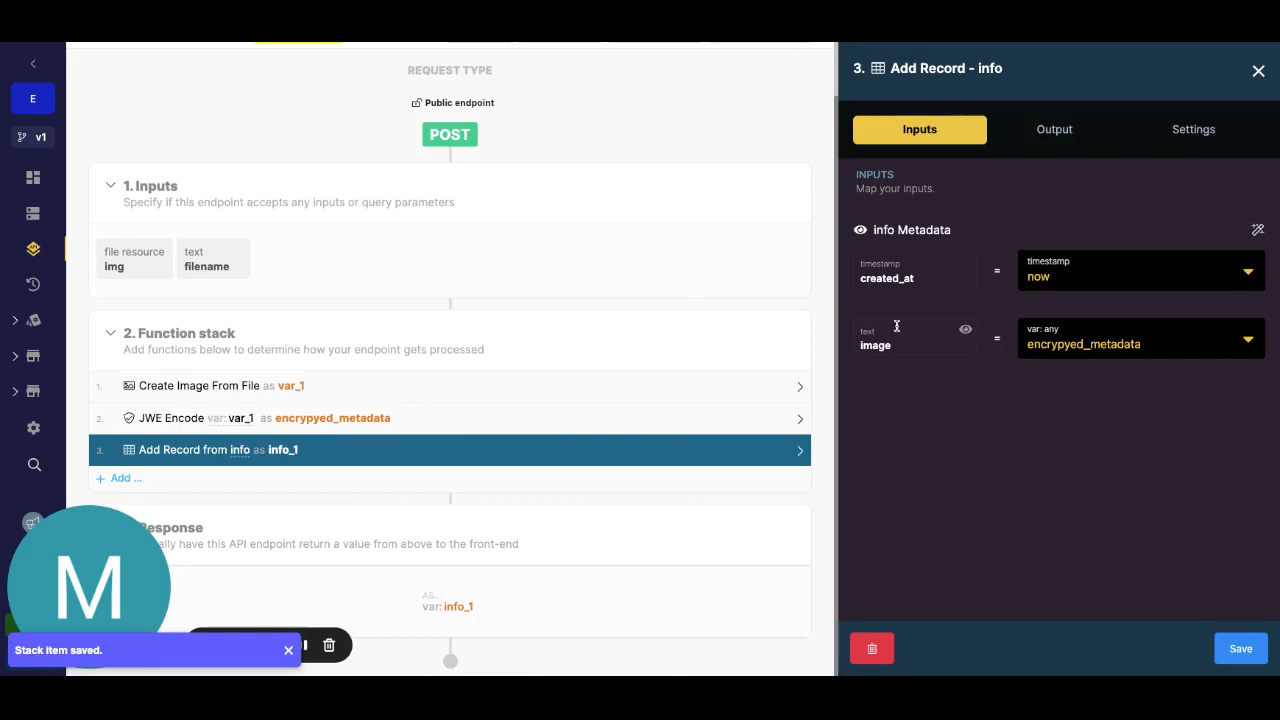 E
v1
REQUEST TYPE
Public endpoint
POST
1. Inputs
Specify if this endpoint accepts any inputs or query parameters
file resource
img
text
filename
2. Function stack
Add functions below to determine how your endpoint gets processed
1. Create Image From File as var_1
2. JWE Encode var: var_1 as encrypyed_metadata
3. Add Record from info as info_1
+ Add ...
Response
ally have this API endpoint return a value from above to the front-end
AS...
var: info_1
M
Stack item saved.
3. Add Record - info
Inputs
Output
Settings
INPUTS
Map your inputs.
info Metadata
timestamp
created_at
=
timestamp
now
text
image
=
var: any
encrypyed_metadata
Save